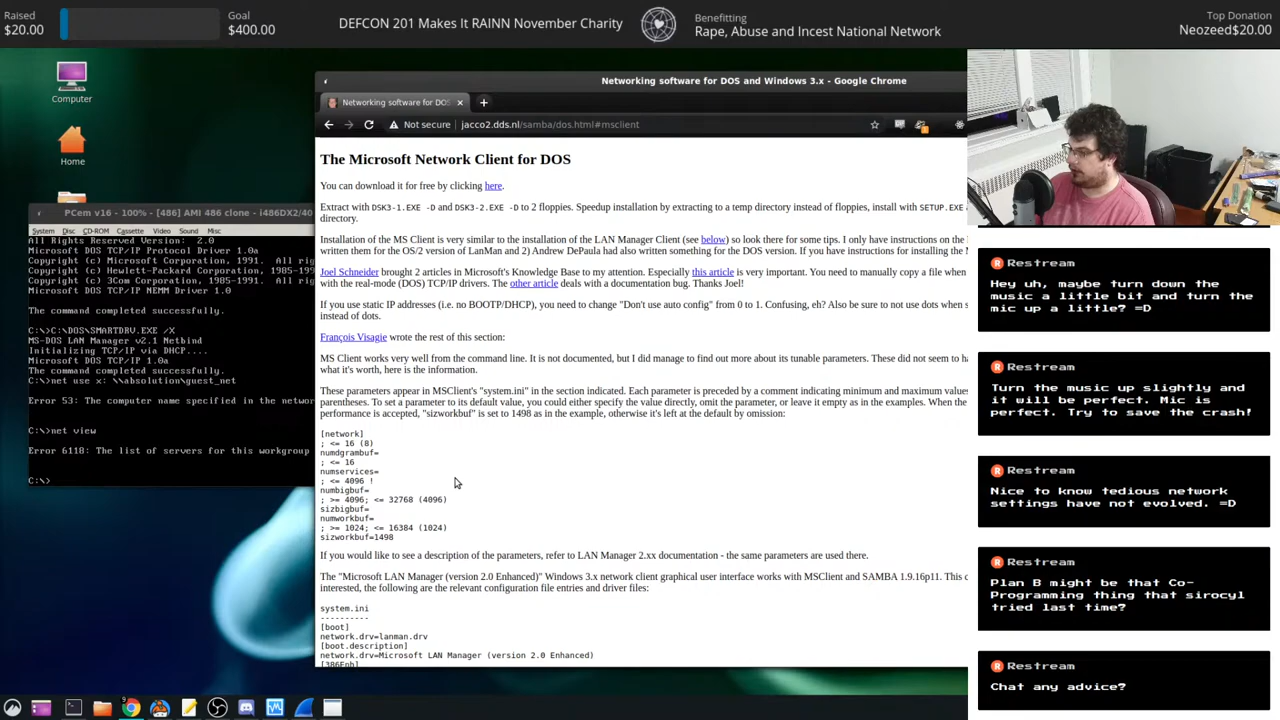 Raised
$20.00
Goal
$400.00
DEFCON 201 Makes It RAINN November Charity
Benefitting
Rape, Abuse and Incest National Network
Top Donation
Neozeed$20.00
Computer
Home
PCem v16 - 100% - [486] AMI 486 clone - i486DX2/40
System Disc CD-ROM Cassette Video Sound Misc
All Rights Reserved Version: 2.0
Microsoft DOS TCP/IP Protocol Driver 1.0a
Copyright (c) Microsoft Corporation, 1991. All rig
Copyright (c) Hewlett-Packard Corporation, 1985-199
Copyright (c) 3Com Corporation, 1985-1991. All rig
Microsoft DOS TCP/IP NEMM Driver 1.0
The command completed successfully.
C:\>C:\DOS\SMARTDRV.EXE /X
MS-DOS LAN Manager v2.1 Netbind
Initializing TCP/IP via DHCP....
Microsoft DOS TCP/IP 1.0a
The command completed successfully.
C:\>net use x: \\absolution\guest_net
Error 53: The computer name specified in the networ
C:\>net view
Error 6118: The list of servers for this workgroup
C:\>
Networking software for DOS and Windows 3.x - Google Chrome
Networking software for DOS
Not secure jacco2.dds.nl/samba/dos.html#msclient
The Microsoft Network Client for DOS
You can download it for free by clicking here.
Extract with DSK3-1.EXE -D and DSK3-2.EXE -D to 2 floppies. Speedup installation by extracting to a temp directory instead of floppies, install with SETUP.EXE
directory.
Installation of the MS Client is very similar to the installation of the LAN Manager Client (see below) so look there for some tips. I only have instructions on the
written them for the OS/2 version of LanMan and 2) Andrew DePaula had also written something for the DOS version. If you have instructions for installing the M
Joel Schneider brought 2 articles in Microsoft's Knowledge Base to my attention. Especially this article is very important. You need to manually copy a file when
with the real-mode (DOS) TCP/IP drivers. The other article deals with a documentation bug. Thanks Joel!
If you use static IP addresses (i.e. no BOOTP/DHCP), you need to change "Don't use auto config" from 0 to 1. Confusing, eh? Also be sure to not use dots when s
instead of dots.
François Visagie wrote the rest of this section:
MS Client works very well from the command line. It is not documented, but I did manage to find out more about its tunable parameters. These did not seem to ha
what it's worth, here is the information.
These parameters appear in MSClient's "system.ini" in the section indicated. Each parameter is preceded by a comment indicating minimum and maximum values
parentheses. To set a parameter to its default value, you could either specify the value directly, omit the parameter, or leave it empty as in the examples. When the
performance is accepted, "sizworkbuf" is set to 1498 as in the example, otherwise it's left at the default by omission:
[network]
; <= 16 (8)
numdgrambuf=
; <= 16
numservices=
; <= 4096 !
numbigbuf=
; >= 4096; <= 32768 (4096)
sizbigbuf=
numworkbuf=
; >= 1024; <= 16384 (1024)
sizworkbuf=1498
If you would like to see a description of the parameters, refer to LAN Manager 2.xx documentation - the same parameters are used there.
The "Microsoft LAN Manager (version 2.0 Enhanced)" Windows 3.x network client graphical user interface works with MSClient and SAMBA 1.9.16p11. This c
interested, the following are the relevant configuration file entries and driver files:
system.ini
----------
[boot]
network.drv=lanman.drv
[boot.description]
network.drv=Microsoft LAN Manager (version 2.0 Enhanced)
[386Enh]
Restream
Hey uh, maybe turn down the
music a little bit and turn the
mic up a little? =D
Restream
Turn the music up slightly and
it will be perfect. Mic is
perfect. Try to save the crash!
Restream
Nice to know tedious network
settings have not evolved. =D
Restream
Plan B might be that Co-
Programming thing that sirocyl
tried last time?
Restream
Chat any advice?